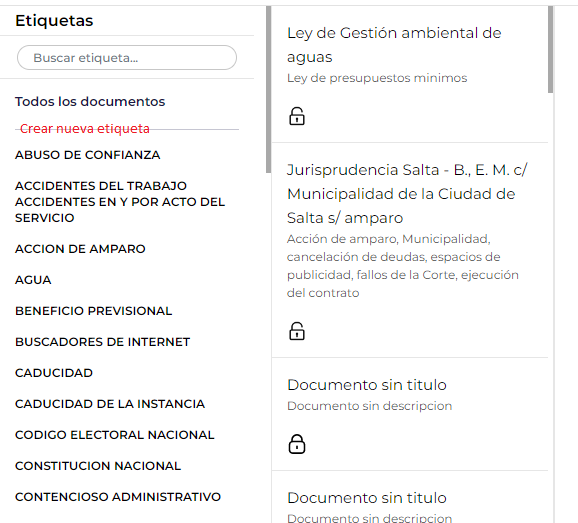 Etiquetas
Buscar etiqueta...
Todos los documentos
Crear nueva etiqueta
ABUSO DE CONFIANZA
ACCIDENTES DEL TRABAJO
ACCIDENTES EN Y POR ACTO DEL
SERVICIO
ACCION DE AMPARO
AGUA
BENEFICIO PREVISIONAL
BUSCADORES DE INTERNET
CADUCIDAD
CADUCIDAD DE LA INSTANCIA
CODIGO ELECTORAL NACIONAL
CONSTITUCION NACIONAL
CONTENCIOSO ADMINISTRATIVO
Ley de Gestión ambiental de
aguas
Ley de presupuestos minimos
Jurisprudencia Salta - B., E. M. c/
Municipalidad de la Ciudad de
Salta s/ amparo
Acción de amparo, Municipalidad,
cancelación de deudas, espacios de
publicidad, fallos de la Corte, ejecución
del contrato
Documento sin titulo
Documento sin descripcion
Documento sin titulo
Documento sin descripcion